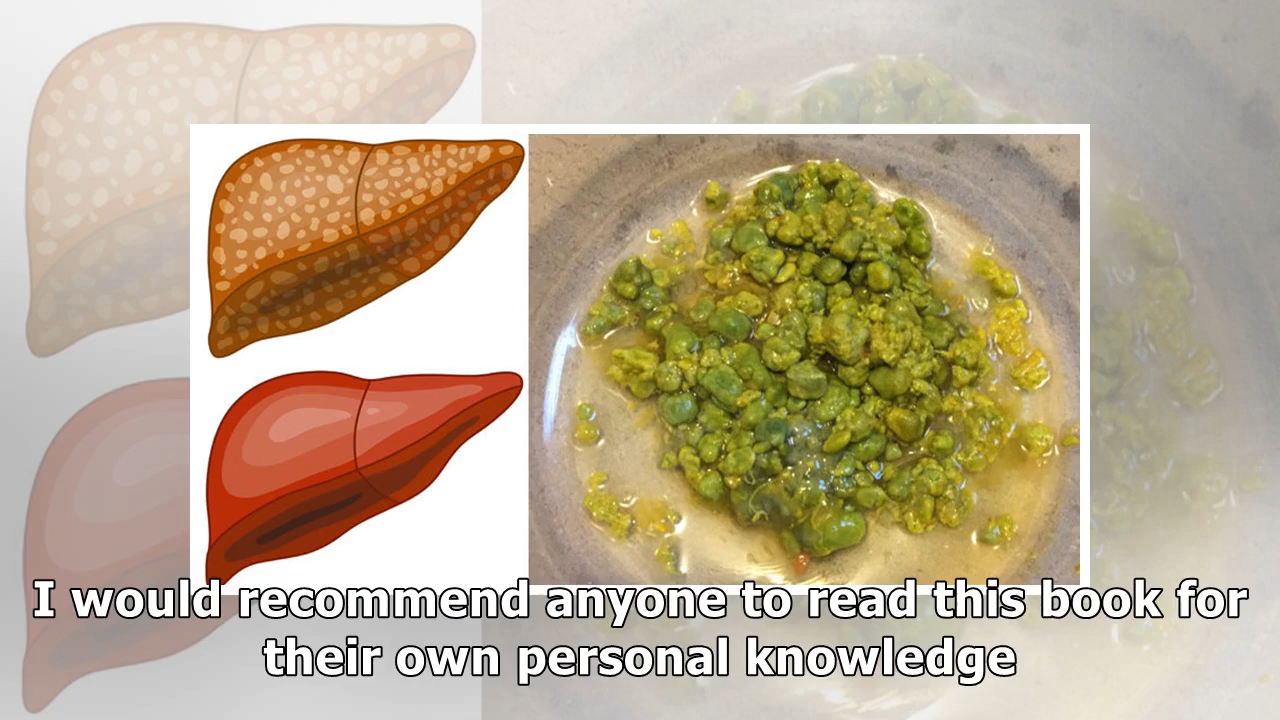 I would recommend anyone to read this book for
their own personal knowledge